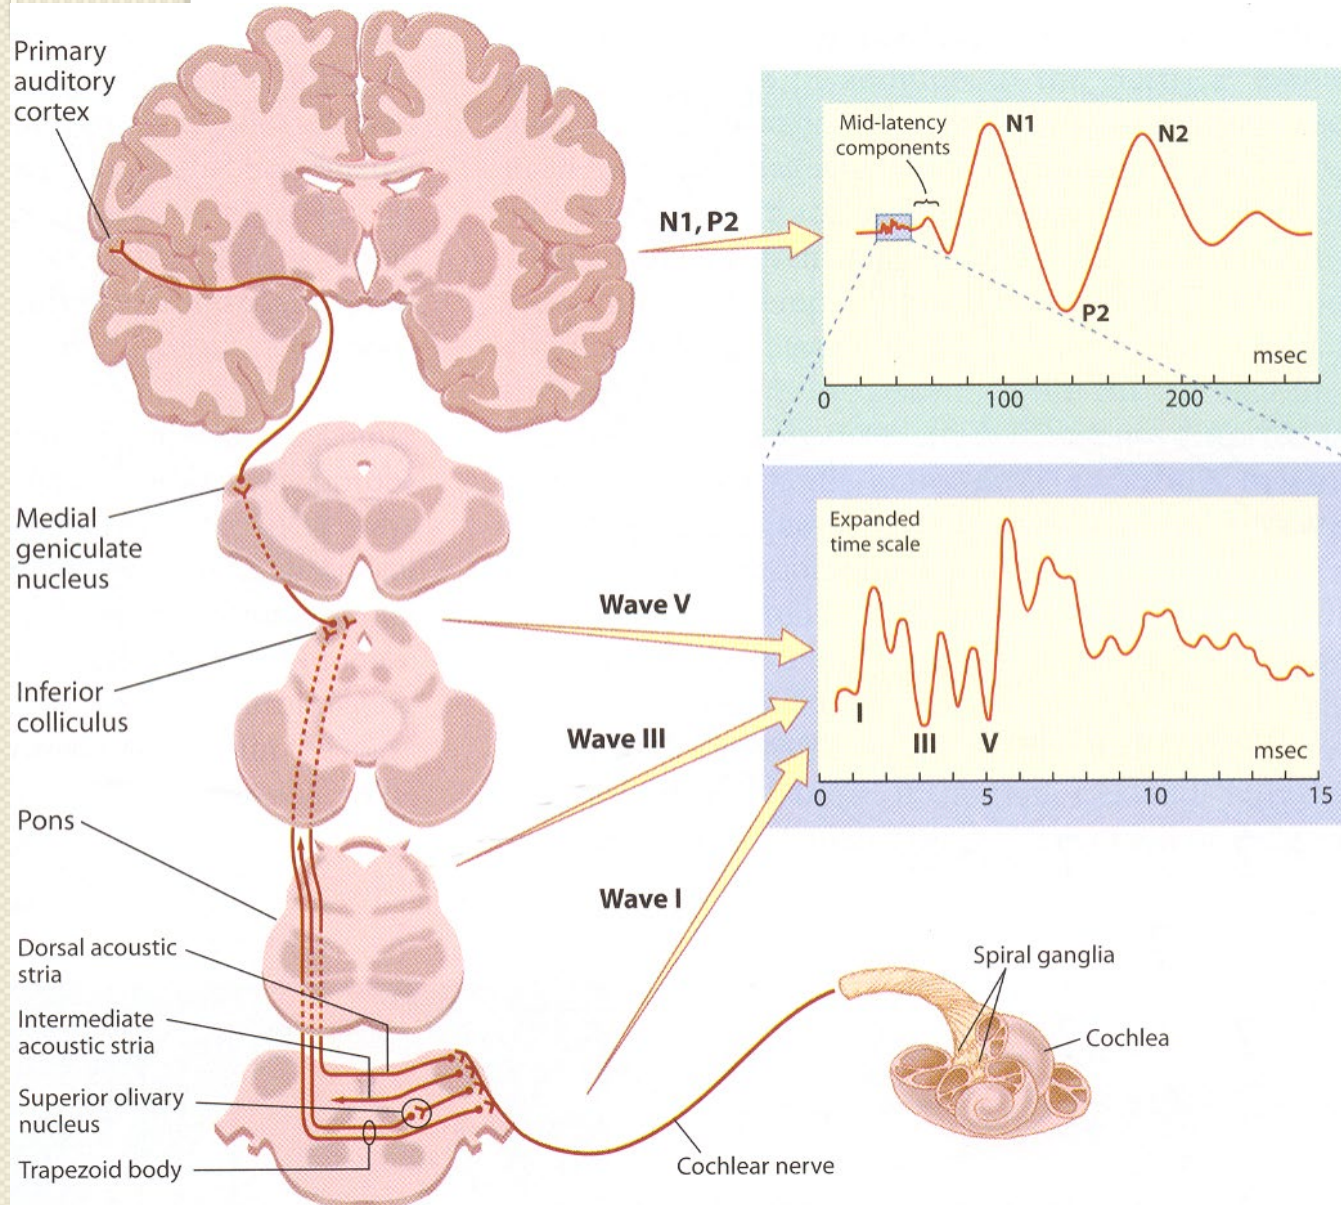 Primary
auditory
cortex
N1, P2
Mid-latency
components
N1
N2
P2
msec
0 100 200
Medial
geniculate
nucleus
Wave V
Expanded
time scale
I
III
V
msec
0 5 10 15
Inferior
colliculus
Wave III
Pons
Wave I
Dorsal acoustic
stria
Intermediate
acoustic stria
Superior olivary
nucleus
Trapezoid body
Spiral ganglia
Cochlea
Cochlear nerve